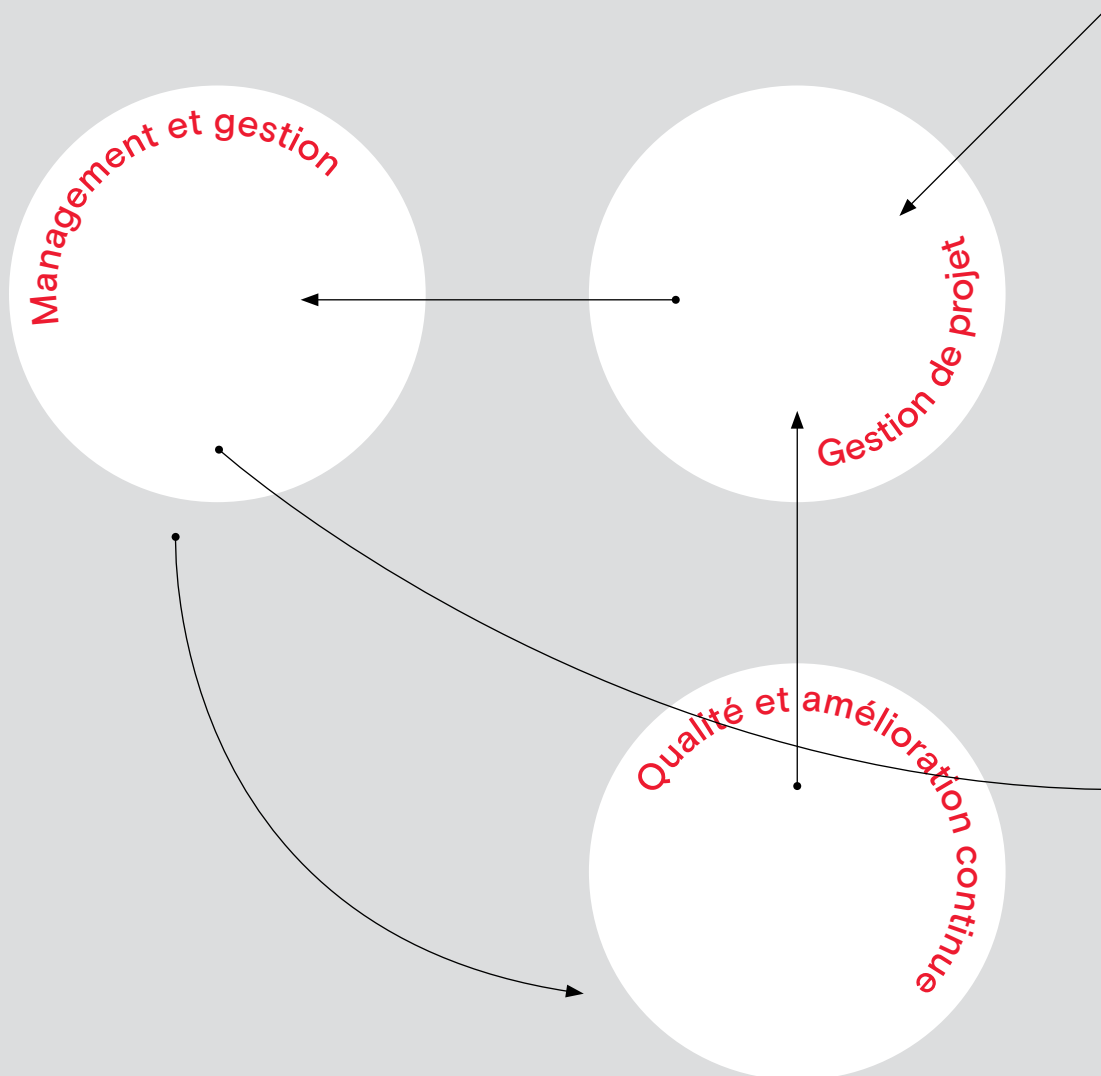 Management et gestion
Gestion de projet
Qualité et amélioration continue